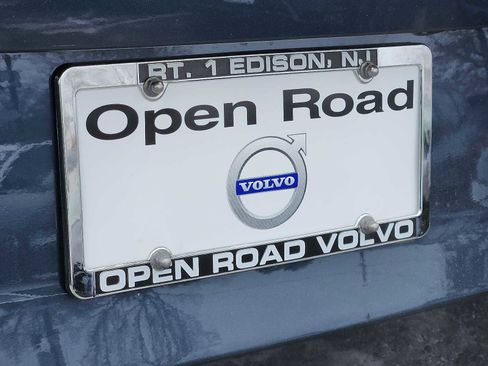 RT. 1 EDISON, NJ
Open Road
VOLVO
OPEN ROAD VOLVO